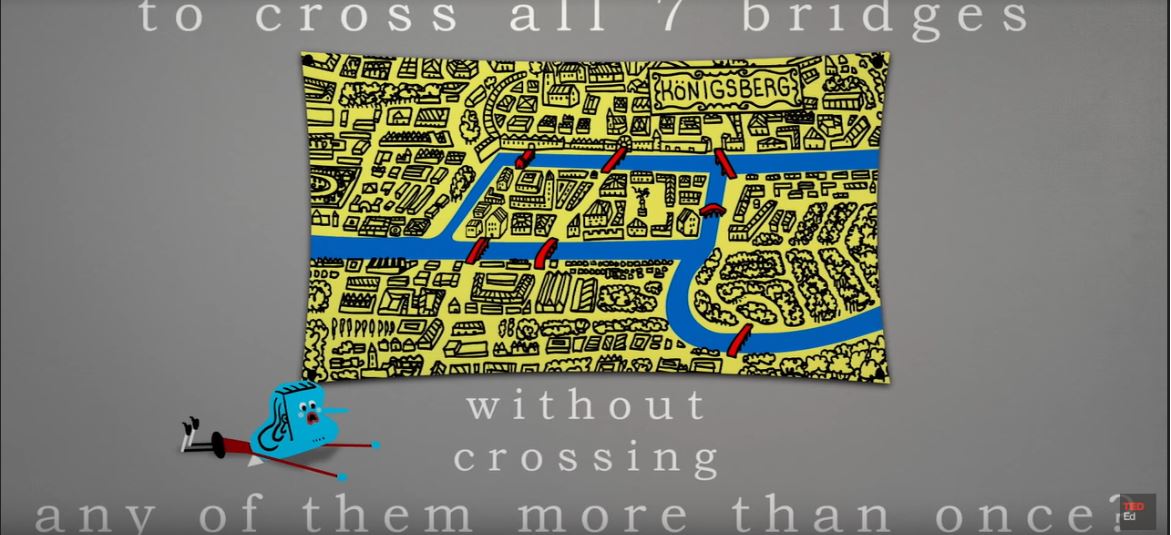 to cross all 7 bridges
KÖNIGSBERG
without
crossing
any of them more than once?
TED
Ed